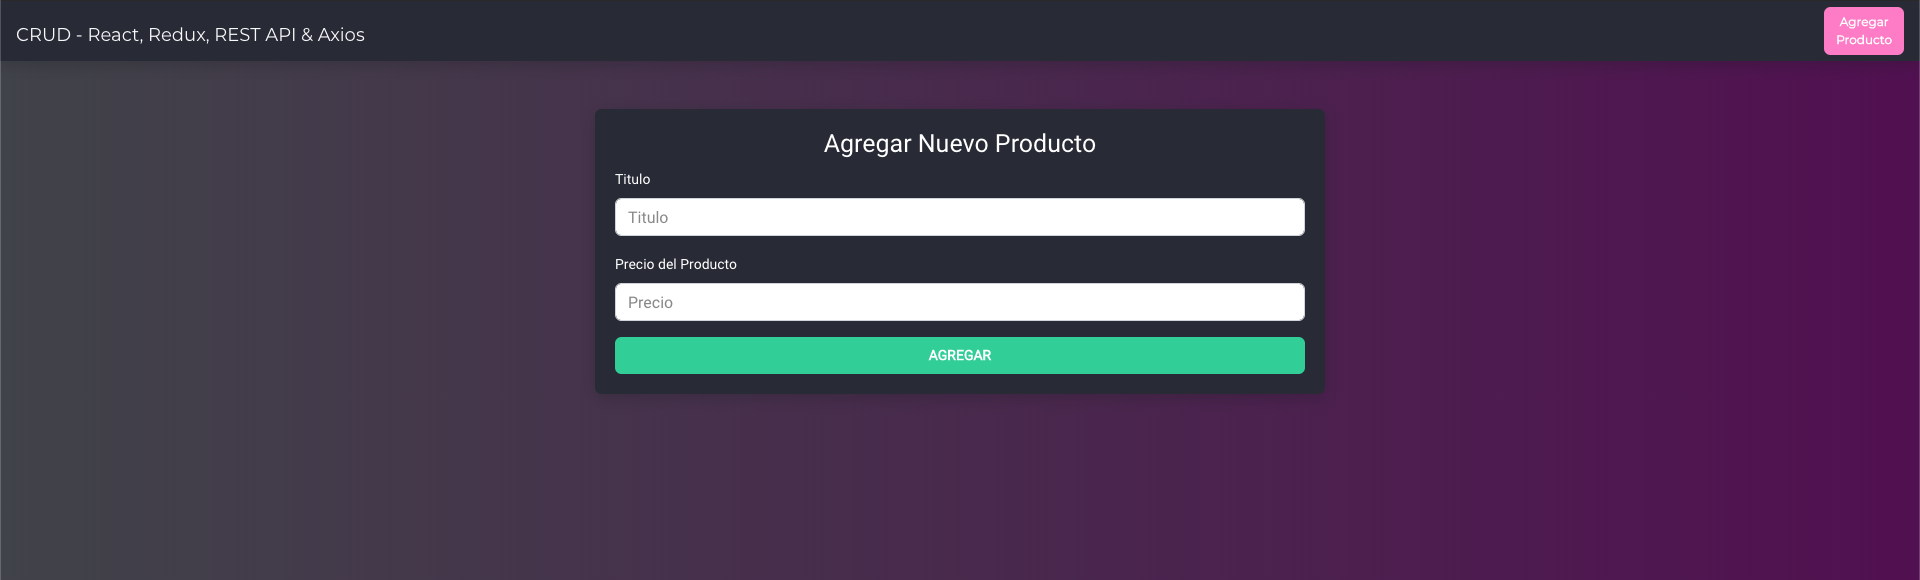 CRUD - React, Redux, REST API & Axios
Agregar
Producto
Agregar Nuevo Producto
Titulo
Titulo
Precio del Producto
Precio
AGREGAR